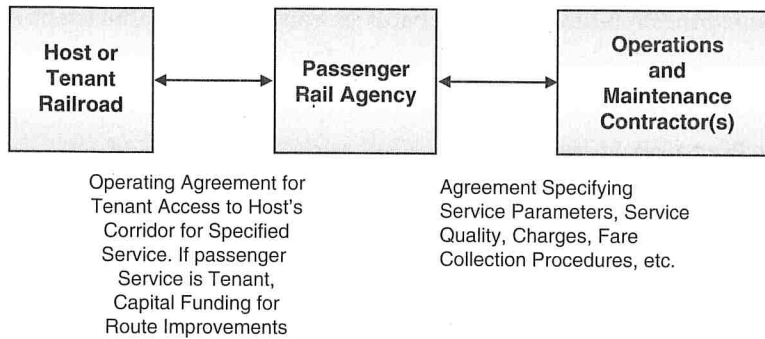 Host or
Tenant
Railroad
Passenger
Rail Agency
Operations
and
Maintenance
Contractor(s)
Operating Agreement for
Tenant Access to Host's
Corridor for Specified
Service. If passenger
Service is Tenant,
Capital Funding for
Route Improvements
Agreement Specifying
Service Parameters, Service
Quality, Charges, Fare
Collection Procedures, etc.